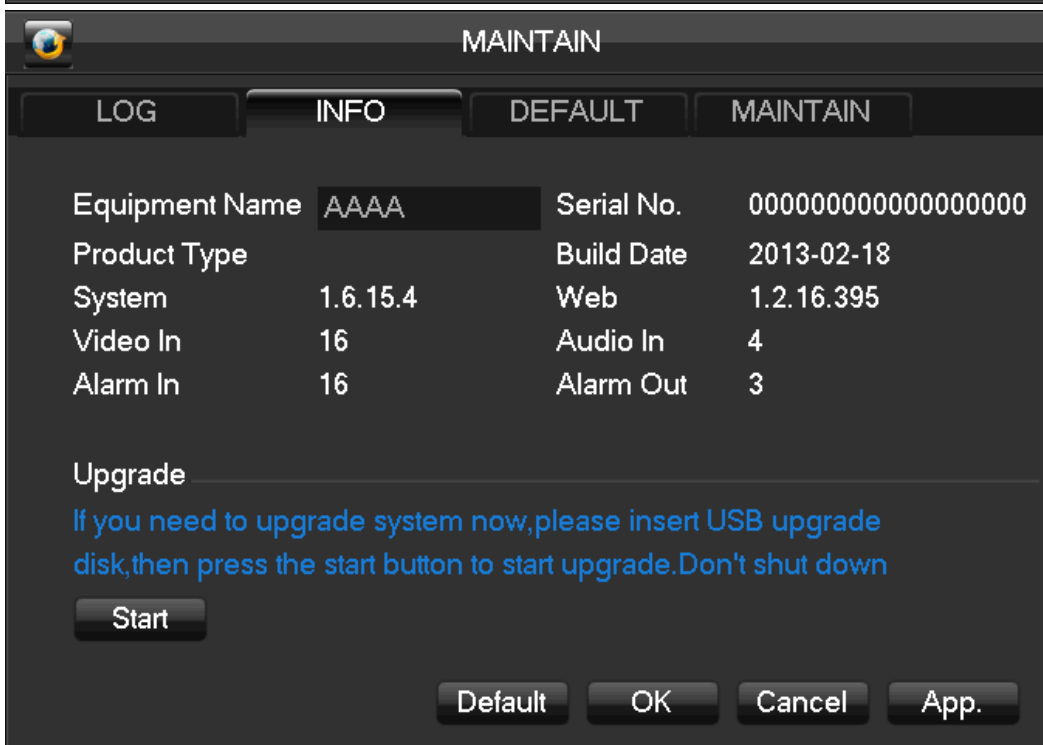 MAINTAIN
LOG INFO DEFAULT MAINTAIN
Equipment Name AAAA Serial No. 000000000000000000
Product Type Build Date 2013-02-18
System 1.6.15.4 Web 1.2.16.395
Video In 16 Audio In 4
Alarm In 16 Alarm Out 3
Upgrade
If you need to upgrade system now,please insert USB upgrade
disk,then press the start button to start upgrade.Don't shut down
Start
Default OK Cancel App.